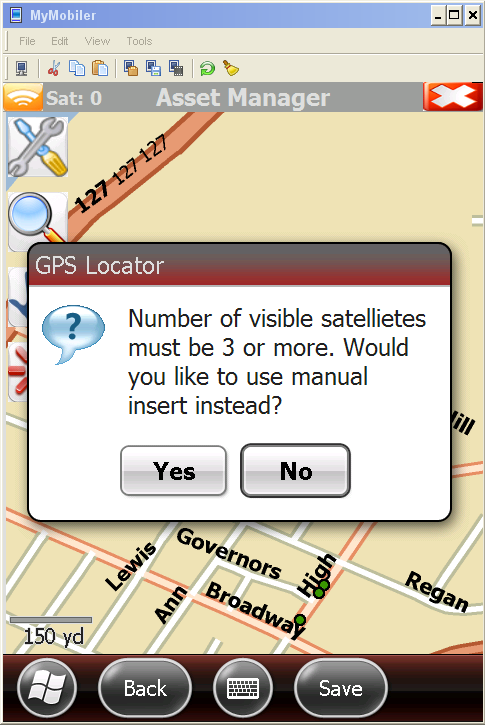 MyMobiler
File Edit View Tools
Sat: 0 Asset Manager
127 127 127
GPS Locator
?
Number of visible satellietes
must be 3 or more. Would
you like to use manual
insert instead?
Yes No
Hill
Lewis
Governors
High
Ann
Broadway
Regan
150 yd
Back Save